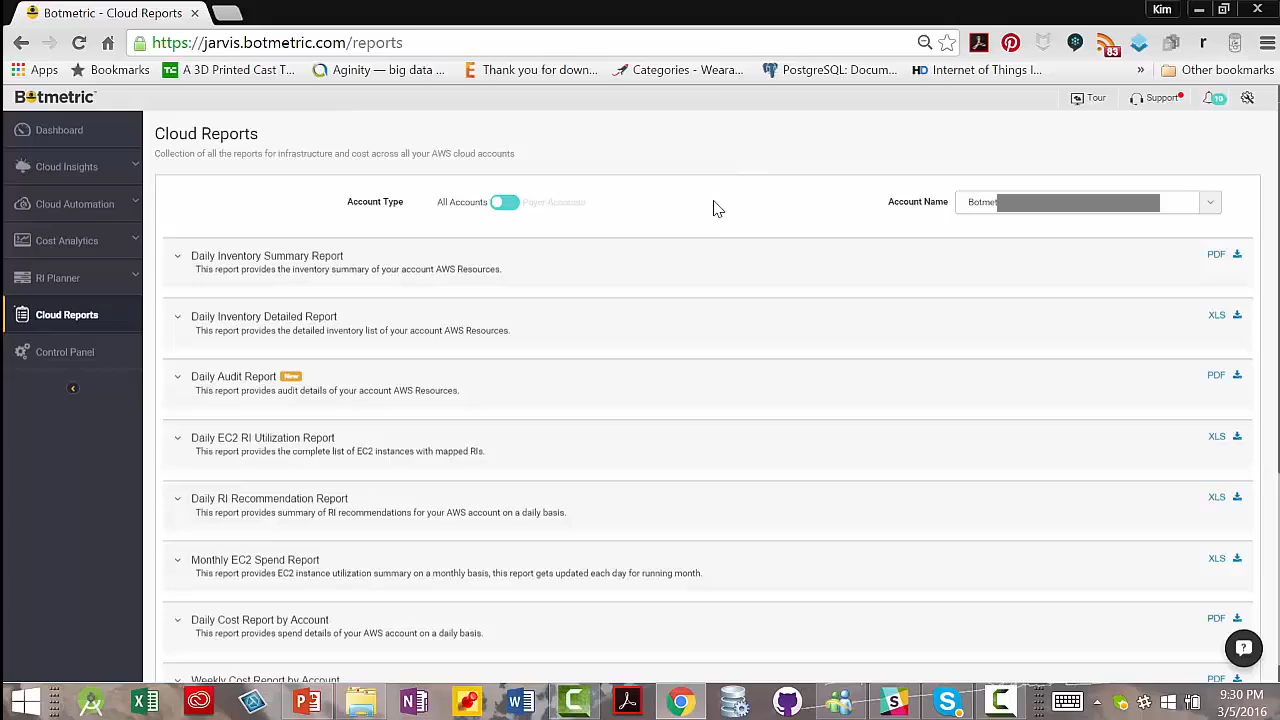 Botmetric - Cloud Reports
Kim
https://jarvis.botmetric.com/reports
83
Apps
Bookmarks
A 3D Printed Cast T...
Aginity — big data ...
Thank you for down...
Categories - Wyra...
PostgreSQL: Docum...
HD Internet of Things I...
»
Other bookmarks
Botmetric
Tour
Support
10
Dashboard
Cloud Insights
Cloud Automation
Cost Analytics
RI Planner
Cloud Reports
Control Panel
Cloud Reports
Collection of all the reports for infrastructure and cost across all your AWS cloud accounts
Account Type
All Accounts
Payer Accounts
Account Name
Botmet
Daily Inventory Summary Report
PDF
This report provides the inventory summary of your account AWS Resources.
Daily Inventory Detailed Report
XLS
This report provides the detailed inventory list of your account AWS Resources.
Daily Audit Report New
PDF
This report provides audit details of your account AWS Resources.
Daily EC2 RI Utilization Report
XLS
This report provides the complete list of EC2 instances with mapped RIs.
Daily RI Recommendation Report
XLS
This report provides summary of RI recommendations for your AWS account on a daily basis.
Monthly EC2 Spend Report
XLS
This report provides EC2 instance utilization summary on a monthly basis, this report gets updated each day for running month.
Daily Cost Report by Account
PDF
This report provides spend details of your AWS account on a daily basis.
Weekly Cost Report by Account
PDF
9:30 PM
3/5/2016